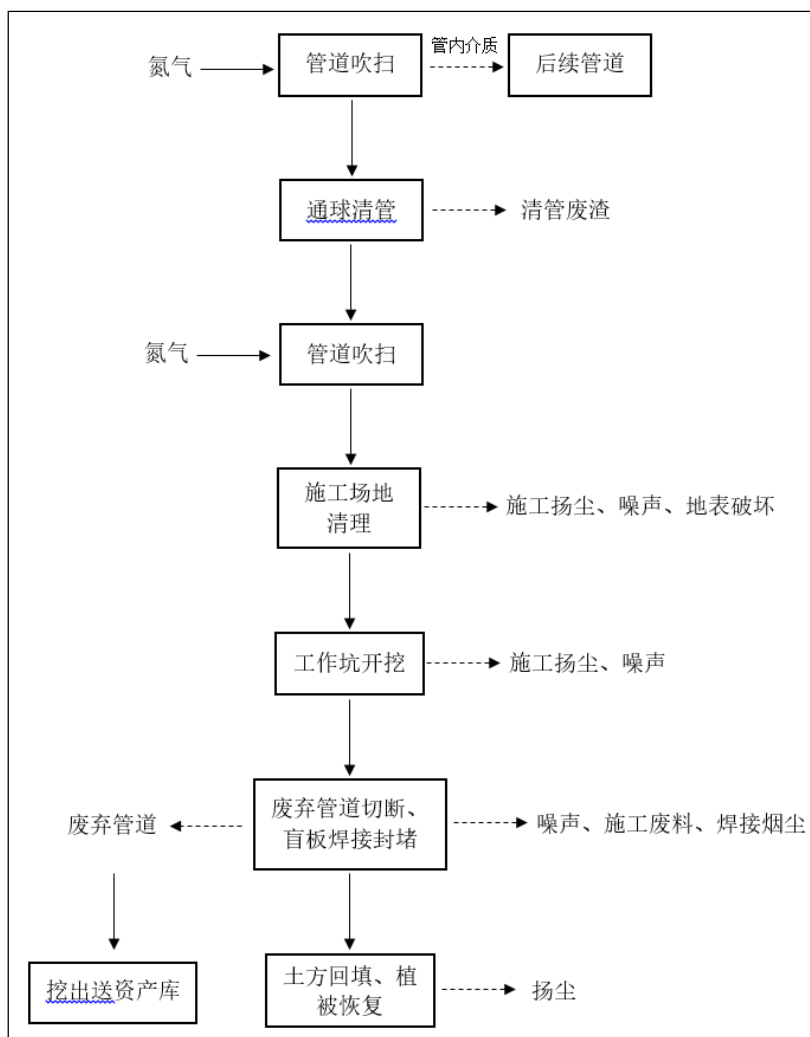 氮气
管道吹扫
管内介质
后续管道
通球清管
清管废渣
氮气
管道吹扫
施工场地
清理
施工扬尘、噪声、地表破坏
工作坑开挖
施工扬尘、噪声
废弃管道
废弃管道切断、
盲板焊接封堵
噪声、施工废料、焊接烟尘
挖出送资产库
土方回填、植
被恢复
扬尘